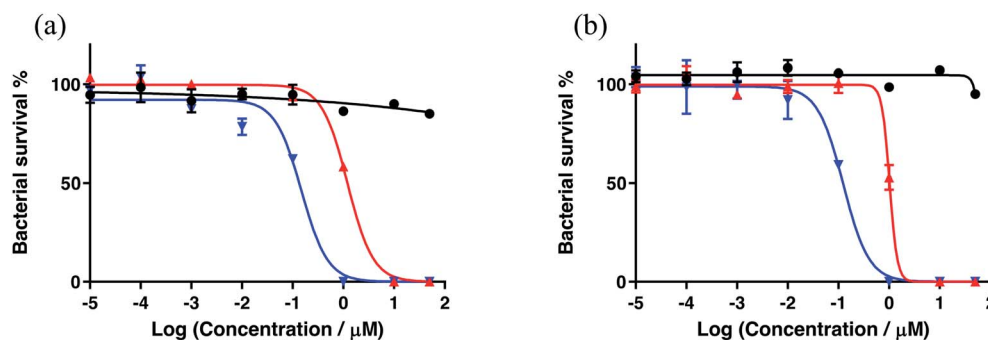 (a)
Bacterial survival %
100
50
0
-5 -4 -3 -2 -1 0 1 2
Log (Concentration / μM)
(b)
Bacterial survival %
100
50
0
-5 -4 -3 -2 -1 0 1 2
Log (Concentration / μM)